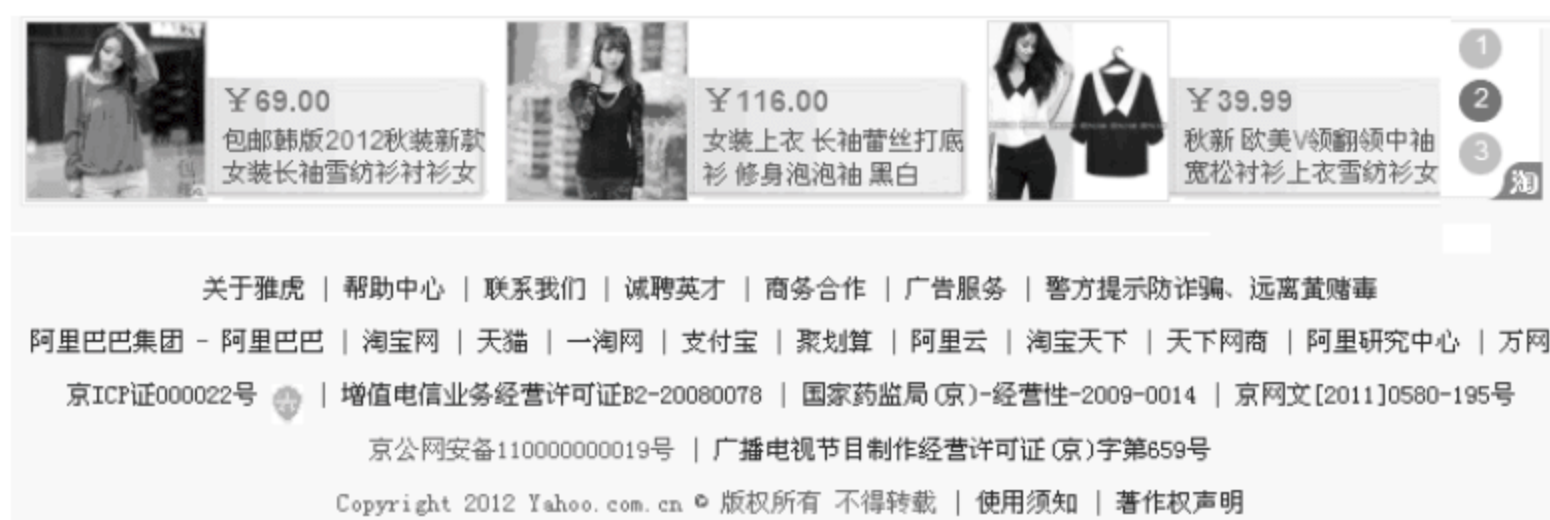 ￥69.00
包邮韩版2012秋装新款
女装长袖雪纺衫衬衫女
￥116.00
女装上衣 长袖蕾丝打底
衫 修身泡泡袖 黑白
￥39.99
秋新 欧美V领翻领中袖
宽松衬衫上衣雪纺衫女
1
2
3
淘
关于雅虎 | 帮助中心 | 联系我们 | 诚聘英才 | 商务合作 | 广告服务 | 警方提示防诈骗、远离黄赌毒
阿里巴巴集团 - 阿里巴巴 | 淘宝网 | 天猫 | 一淘网 | 支付宝 | 聚划算 | 阿里云 | 淘宝天下 | 天下网商 | 阿里研究中心 | 万网
京ICP证000022号 | 增值电信业务经营许可证B2-20080078 | 国家药监局(京)-经营性-2009-0014 | 京网文[2011]0580-195号
京公网安备110000000019号 | 广播电视节目制作经营许可证(京)字第659号
Copyright 2012 Yahoo.com.cn © 版权所有 不得转载 | 使用须知 | 著作权声明